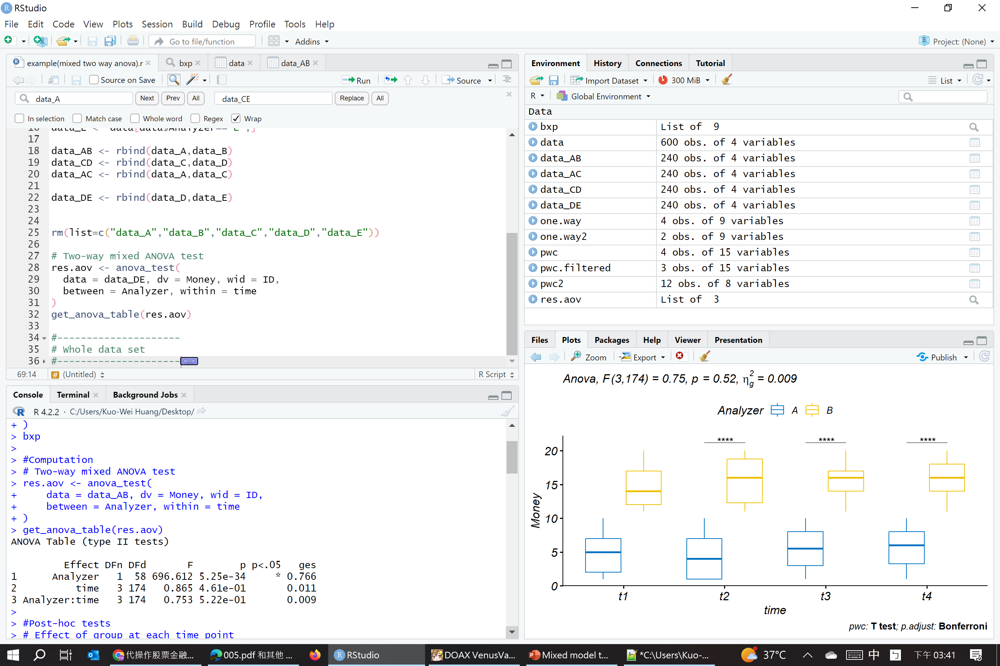 RStudio
File Edit Code View Plots Session Build Debug Profile Tools Help
Go to file/function Addins Project: (None)
example(mixed two way anova).r bxp data data_AB
Source on Save Run Source
data_A Next Prev All data_CE Replace All
In selection Match case Whole word Regex Wrap
17
18 data_AB <- rbind(data_A,data_B)
19 data_CD <- rbind(data_C,data_D)
20 data_AC <- rbind(data_A,data_C)
21
22 data_DE <- rbind(data_D,data_E)
23
24
25 rm(list=c("data_A","data_B","data_C","data_D","data_E"))
26
27 # Two-way mixed ANOVA test
28 res.aov <- anova_test(
29 data = data_DE, dv = Money, wid = ID,
30 between = Analyzer, within = time
31 )
32 get_anova_table(res.aov)
33
34 #---------------------
35 # Whole data set
36 #---------------------
69:14 # (Untitled) R Script
Console Terminal Background Jobs
R 4.2.2 · C:/Users/Kuo-Wei Huang/Desktop/
+ )
> bxp
>
> #Computation
> # Two-way mixed ANOVA test
> res.aov <- anova_test(
+ data = data_AB, dv = Money, wid = ID,
+ between = Analyzer, within = time
+ )
> get_anova_table(res.aov)
ANOVA Table (type II tests)
Effect DFn DFd F p p<.05 ges
1 Analyzer 1 58 696.612 5.25e-34 * 0.766
2 time 3 174 0.865 4.61e-01 0.011
3 Analyzer:time 3 174 0.753 5.22e-01 0.009
>
> #Post-hoc tests
> # Effect of group at each time point
Environment History Connections Tutorial
Import Dataset 300 MiB List
R Global Environment
Data
bxp List of 9
data 600 obs. of 4 variables
data_AB 240 obs. of 4 variables
data_AC 240 obs. of 4 variables
data_CD 240 obs. of 4 variables
data_DE 240 obs. of 4 variables
one.way 4 obs. of 9 variables
one.way2 2 obs. of 9 variables
pwc 4 obs. of 15 variables
pwc.filtered 3 obs. of 15 variables
pwc2 12 obs. of 8 variables
res.aov List of 3
Files Plots Packages Help Viewer Presentation
Zoom Export Publish
Anova, F(3,174) = 0.75, p = 0.52, η²g = 0.009
Analyzer A B
**** **** ****
20
15
10
5
0
Money
t1 t2 t3 t4
time
pwc: T test; p.adjust: Bonferroni
代操作股票金融... 005.pdf 和其他 ... RStudio DOAX VenusVa... Mixed model t... *C:\Users\Kuo-... 37°C 中 ㄅ 下午 03:41